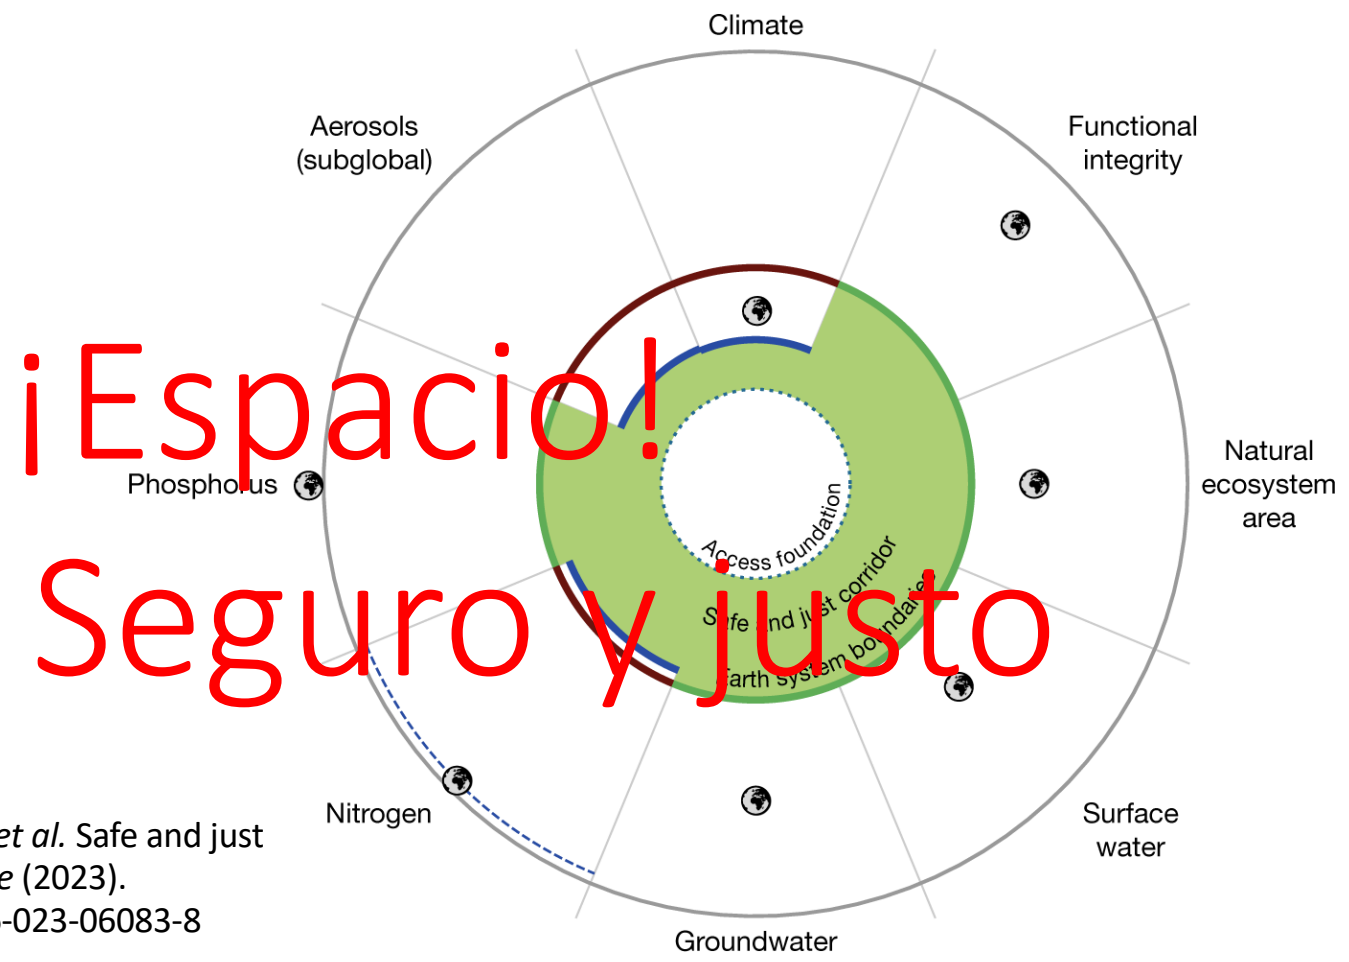 Climate
Aerosols
(subglobal)
Functional
integrity
¡Espacio!
Phosphorus
Natural
ecosystem
area
Access foundation
Safe and just corridor
Earth system boundaries
Seguro y justo
Nitrogen
Surface
water
et al. Safe and just
e (2023).
-023-06083-8
Groundwater